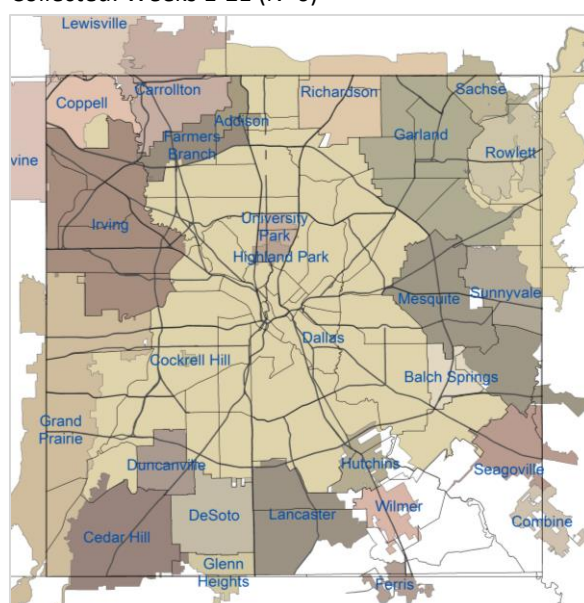 Lewisville
Coppell
Carrollton
Addison
Richardson
Sachse
Farmers
Branch
Garland
Rowlett
vine
Irving
University
Park
Highland Park
Mesquite
Sunnyvale
Dallas
Cockrell Hill
Balch Springs
Grand
Prairie
Duncanville
Hutchins
Seagoville
Cedar Hill
DeSoto
Lancaster
Wilmer
Combine
Glenn
Heights
Ferris